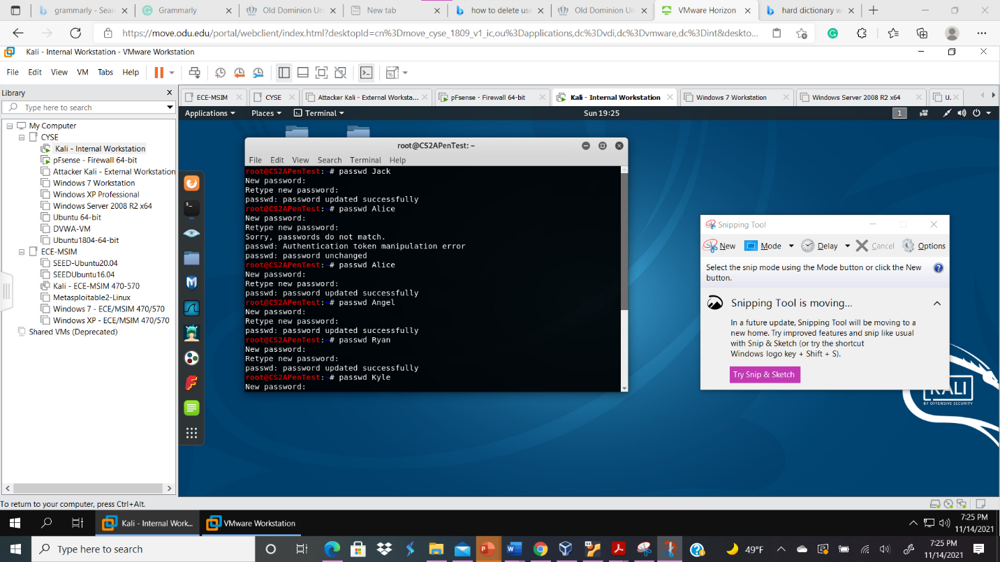 grammarly - Sear
Grammarly
Old Dominion Un
New tab
how to delete use
Old Dominion Un
VMware Horizon
hard dictionary w
https://move.odu.edu/portal/webclient/index.html?desktopId=cn%3Dmove_cyse_1809_v1_ic,ou%3Dapplications,dc%3Dvdi,dc%3Dvmware,dc%3Dint&deskto...
Kali - Internal Workstation - VMware Workstation
File Edit View VM Tabs Help
Library
Type here to search
My Computer
CYSE
Kali - Internal Workstation
pFsense - Firewall 64-bit
Attacker Kali - External Workstation
Windows 7 Workstation
Windows XP Professional
Windows Server 2008 R2 x64
Ubuntu 64-bit
DVWA-VM
Ubuntu1804-64-bit
ECE-MSIM
SEED-Ubuntu20.04
SEEDUbuntu16.04
Kali - ECE-MSIM 470-570
Metasploitable2-Linux
Windows 7 - ECE/MSIM 470/570
Windows XP - ECE/MSIM 470/570
Shared VMs (Deprecated)
ECE-MSIM
CYSE
Attacker Kali - External Worksta...
pFsense - Firewall 64-bit
Kali - Internal Workstation
Windows 7 Workstation
Windows Server 2008 R2 x64
U.
Applications Places Terminal Sun 19:25 1
root@CS2APenTest: ~
File Edit View Search Terminal Help
root@CS2APenTest:~# passwd Jack
New password:
Retype new password:
passwd: password updated successfully
root@CS2APenTest:~# passwd Alice
New password:
Retype new password:
Sorry, passwords do not match.
passwd: Authentication token manipulation error
passwd: password unchanged
root@CS2APenTest:~# passwd Alice
New password:
Retype new password:
passwd: password updated successfully
root@CS2APenTest:~# passwd Angel
New password:
Retype new password:
passwd: password updated successfully
root@CS2APenTest:~# passwd Ryan
New password:
Retype new password:
passwd: password updated successfully
root@CS2APenTest:~# passwd Kyle
New password:
Snipping Tool
New Mode Delay Cancel Options
Select the snip mode using the Mode button or click the New
button.
Snipping Tool is moving...
In a future update, Snipping Tool will be moving to a
new home. Try improved features and snip like usual
with Snip & Sketch (or try the shortcut
Windows logo key + Shift + S).
Try Snip & Sketch
KALI
BY OFFENSIVE SECURITY
To return to your computer, press Ctrl+Alt.
Kali - Internal Work...
VMware Workstation
7:25 PM
11/14/2021
Type here to search
49°F
7:25 PM
11/14/2021